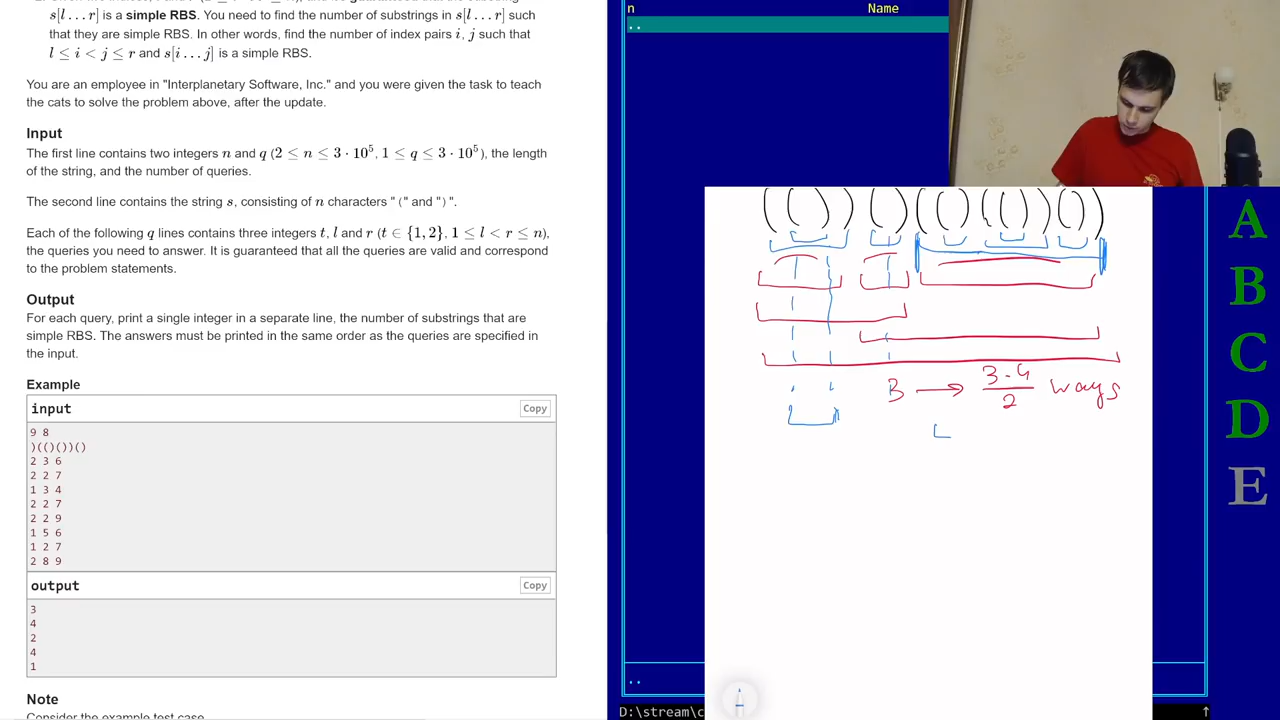 s[l … r] is a simple RBS. You need to find the number of substrings in s[l … r] such
that they are simple RBS. In other words, find the number of index pairs i, j such that
l ≤ i < j ≤ r and s[i … j] is a simple RBS.
You are an employee in "Interplanetary Software, Inc." and you were given the task to teach
the cats to solve the problem above, after the update.
Input
The first line contains two integers n and q (2 ≤ n ≤ 3 · 10⁵, 1 ≤ q ≤ 3 · 10⁵), the length
of the string, and the number of queries.
The second line contains the string s, consisting of n characters "(" and ")".
Each of the following q lines contains three integers t, l and r (t ∈ {1, 2}, 1 ≤ l < r ≤ n),
the queries you need to answer. It is guaranteed that all the queries are valid and correspond
to the problem statements.
Output
For each query, print a single integer in a separate line, the number of substrings that are
simple RBS. The answers must be printed in the same order as the queries are specified in
the input.
Example
input
Copy
9 8
)(()())()
2 3 6
2 2 7
1 3 4
2 2 7
2 2 9
1 5 6
1 2 7
2 8 9
output
Copy
3
4
2
4
1
Note
n
Name
..
(())()(()(())())
3 → 3·4/2 ways
..
D:\stream\c
↑
A
B
C
D
E